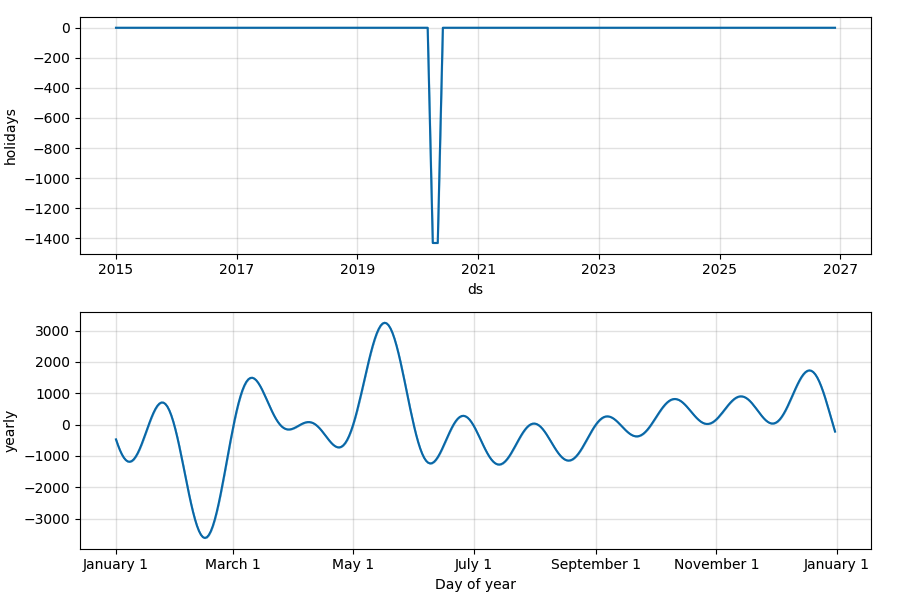 0
−200
−400
−600
−800
−1000
−1200
−1400
holidays
2015 2017 2019 2021 2023 2025 2027
ds
3000
2000
1000
0
−1000
−2000
−3000
yearly
January 1 March 1 May 1 July 1 September 1 November 1 January 1
Day of year